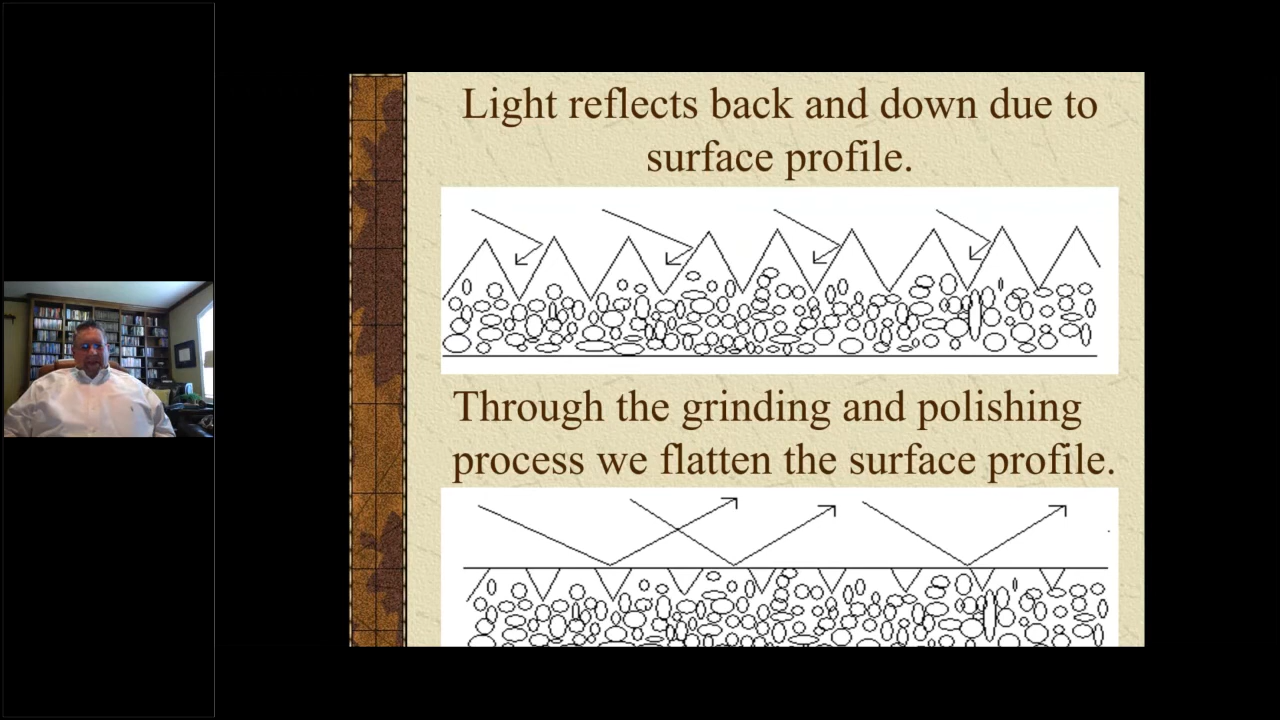 Light reflects back and down due to
surface profile.
Through the grinding and polishing
process we flatten the surface profile.